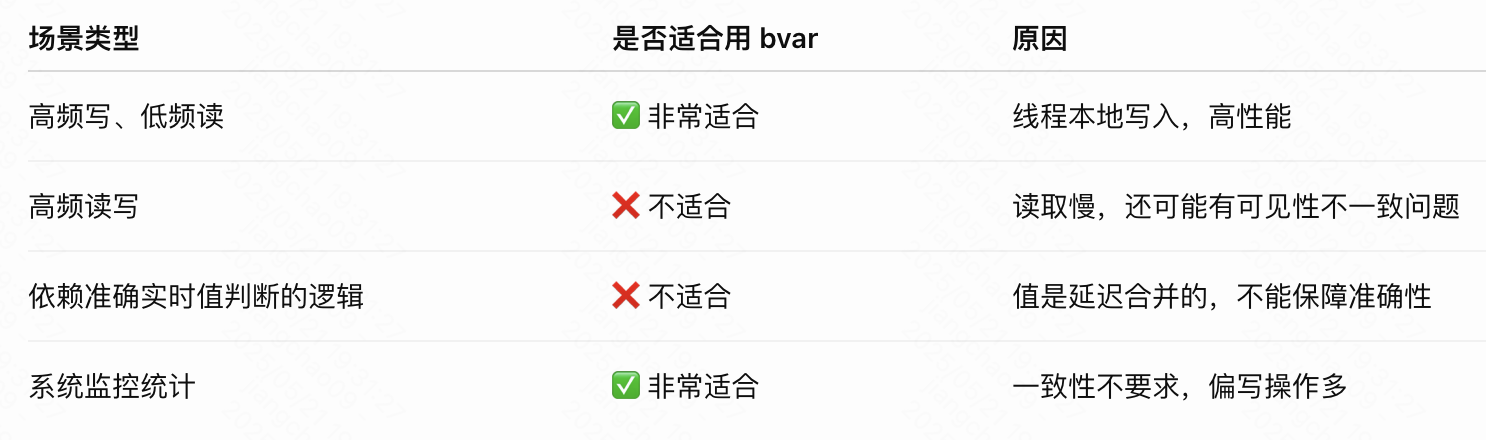 场景类型 是否适合用 bvar 原因
高频写、低频读 ✅ 非常适合 线程本地写入，高性能
高频读写 ❌ 不适合 读取慢，还可能有可见性不一致问题
依赖准确实时值判断的逻辑 ❌ 不适合 值是延迟合并的，不能保障准确性
系统监控统计 ✅ 非常适合 一致性不要求，偏写操作多